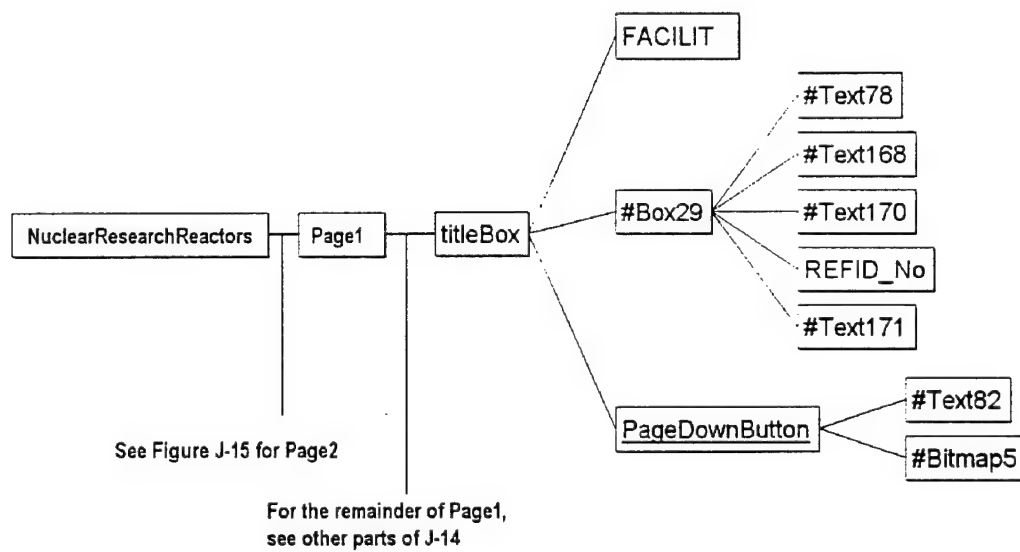 FACILIT
#Text78
#Text168
NuclearResearchReactors
Page1
titleBox
#Box29
#Text170
REFID_No
#Text171
PageDownButton
#Text82
#Bitmap5
See Figure J-15 for Page2
For the remainder of Page1,
see other parts of J-14